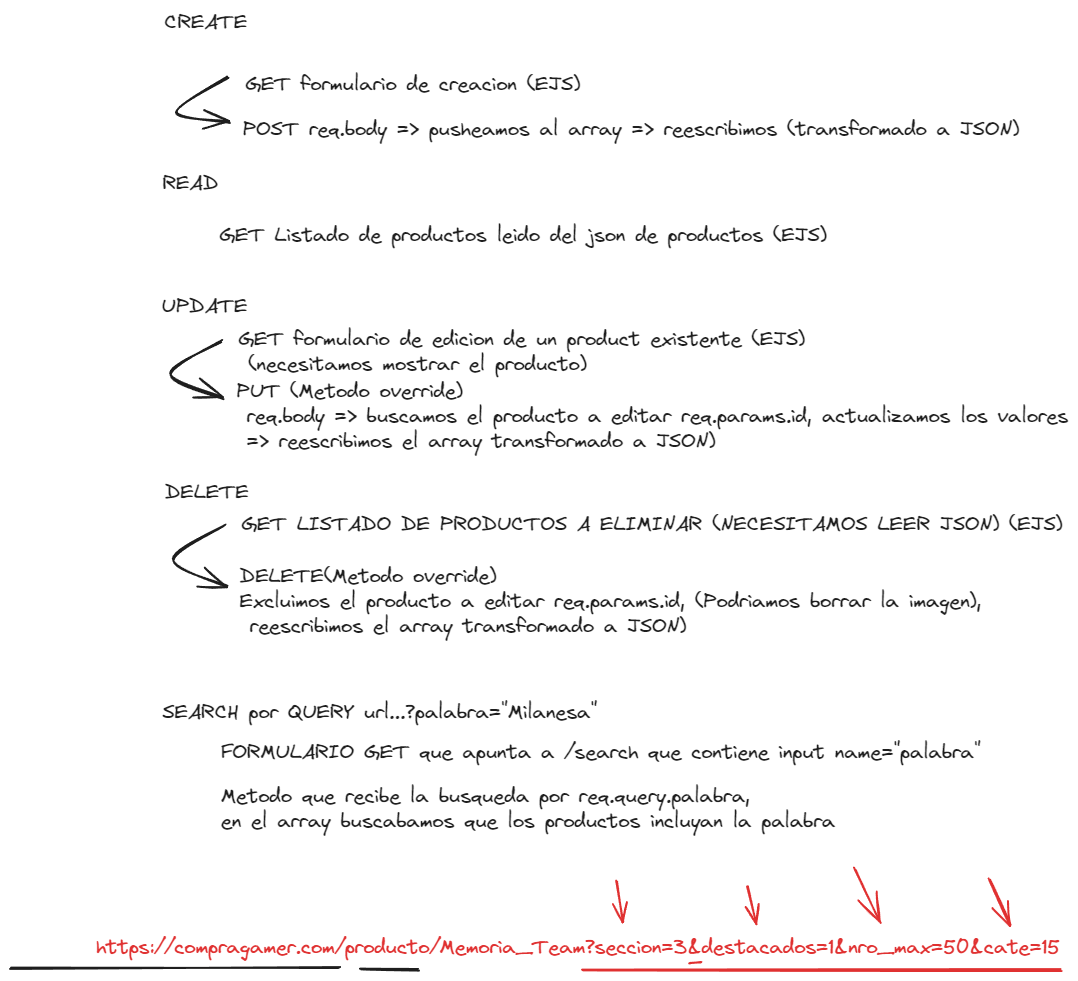 CREATE
GET formulario de creacion (EJS)
POST req.body => pusheamos al array => reescribimos (transformado a JSON)
READ
GET Listado de productos leido del json de productos (EJS)
UPDATE
GET formulario de edicion de un product existente (EJS)
(necesitamos mostrar el producto)
PUT (Metodo override)
req.body => buscamos el producto a editar req.params.id, actualizamos los valores
=> reescribimos el array transformado a JSON)
DELETE
GET LISTADO DE PRODUCTOS A ELIMINAR (NECESITAMOS LEER JSON) (EJS)
DELETE(Metodo override)
Excluimos el producto a editar req.params.id, (Podriamos borrar la imagen),
reescribimos el array transformado a JSON)
SEARCH por QUERY url...?palabra="Milanesa"
FORMULARIO GET que apunta a /search que contiene input name="palabra"
Metodo que recibe la busqueda por req.query.palabra,
en el array buscabamos que los productos incluyan la palabra
https://compragamer.com/producto/Memoria_Team?seccion=3&destacados=1&nro_max=50&cate=15